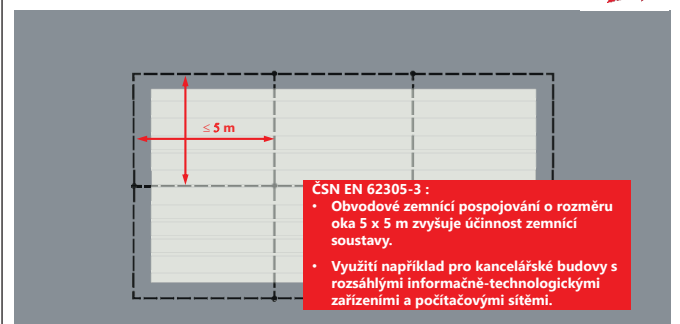 ≤ 5 m
ČSN EN 62305-3 :
• Obvodové zemnící pospojování o rozměru
oka 5 x 5 m zvyšuje účinnost zemnící
soustavy.
• Využití například pro kancelářské budovy s
rozsáhlými informačně-technologickými
zařízeními a počítačovými sítěmi.